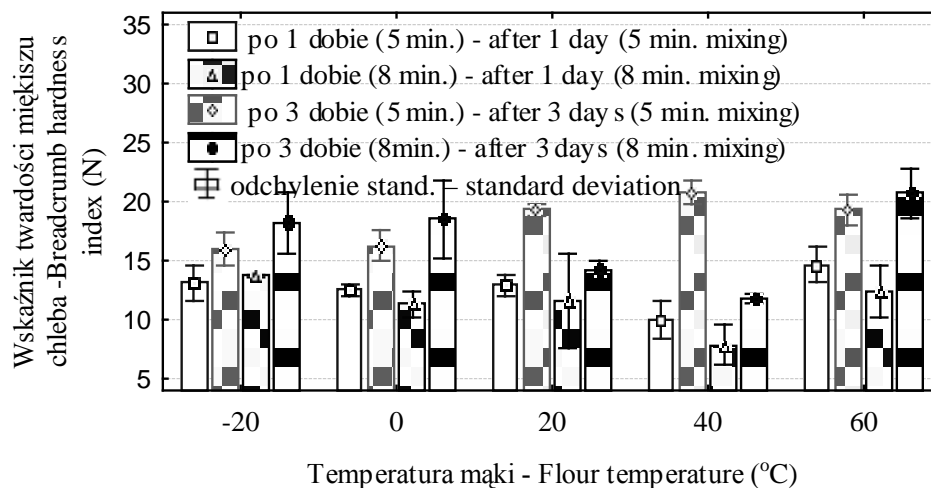 Wskaźnik twardości miękiszu
chleba -Breadcrumb hardness
index (N)
35
30
25
20
15
10
5
po 1 dobie (5 min.) - after 1 day (5 min. mixing)
po 1 dobie (8 min.) - after 1 day (8 min. mixing)
po 3 dobie (5 min.) - after 3 days (5 min. mixing)
po 3 dobie (8min.) - after 3 days (8 min. mixing)
odchylenie stand. – standard deviation
-20
0
20
40
60
Temperatura mąki - Flour temperature (°C)